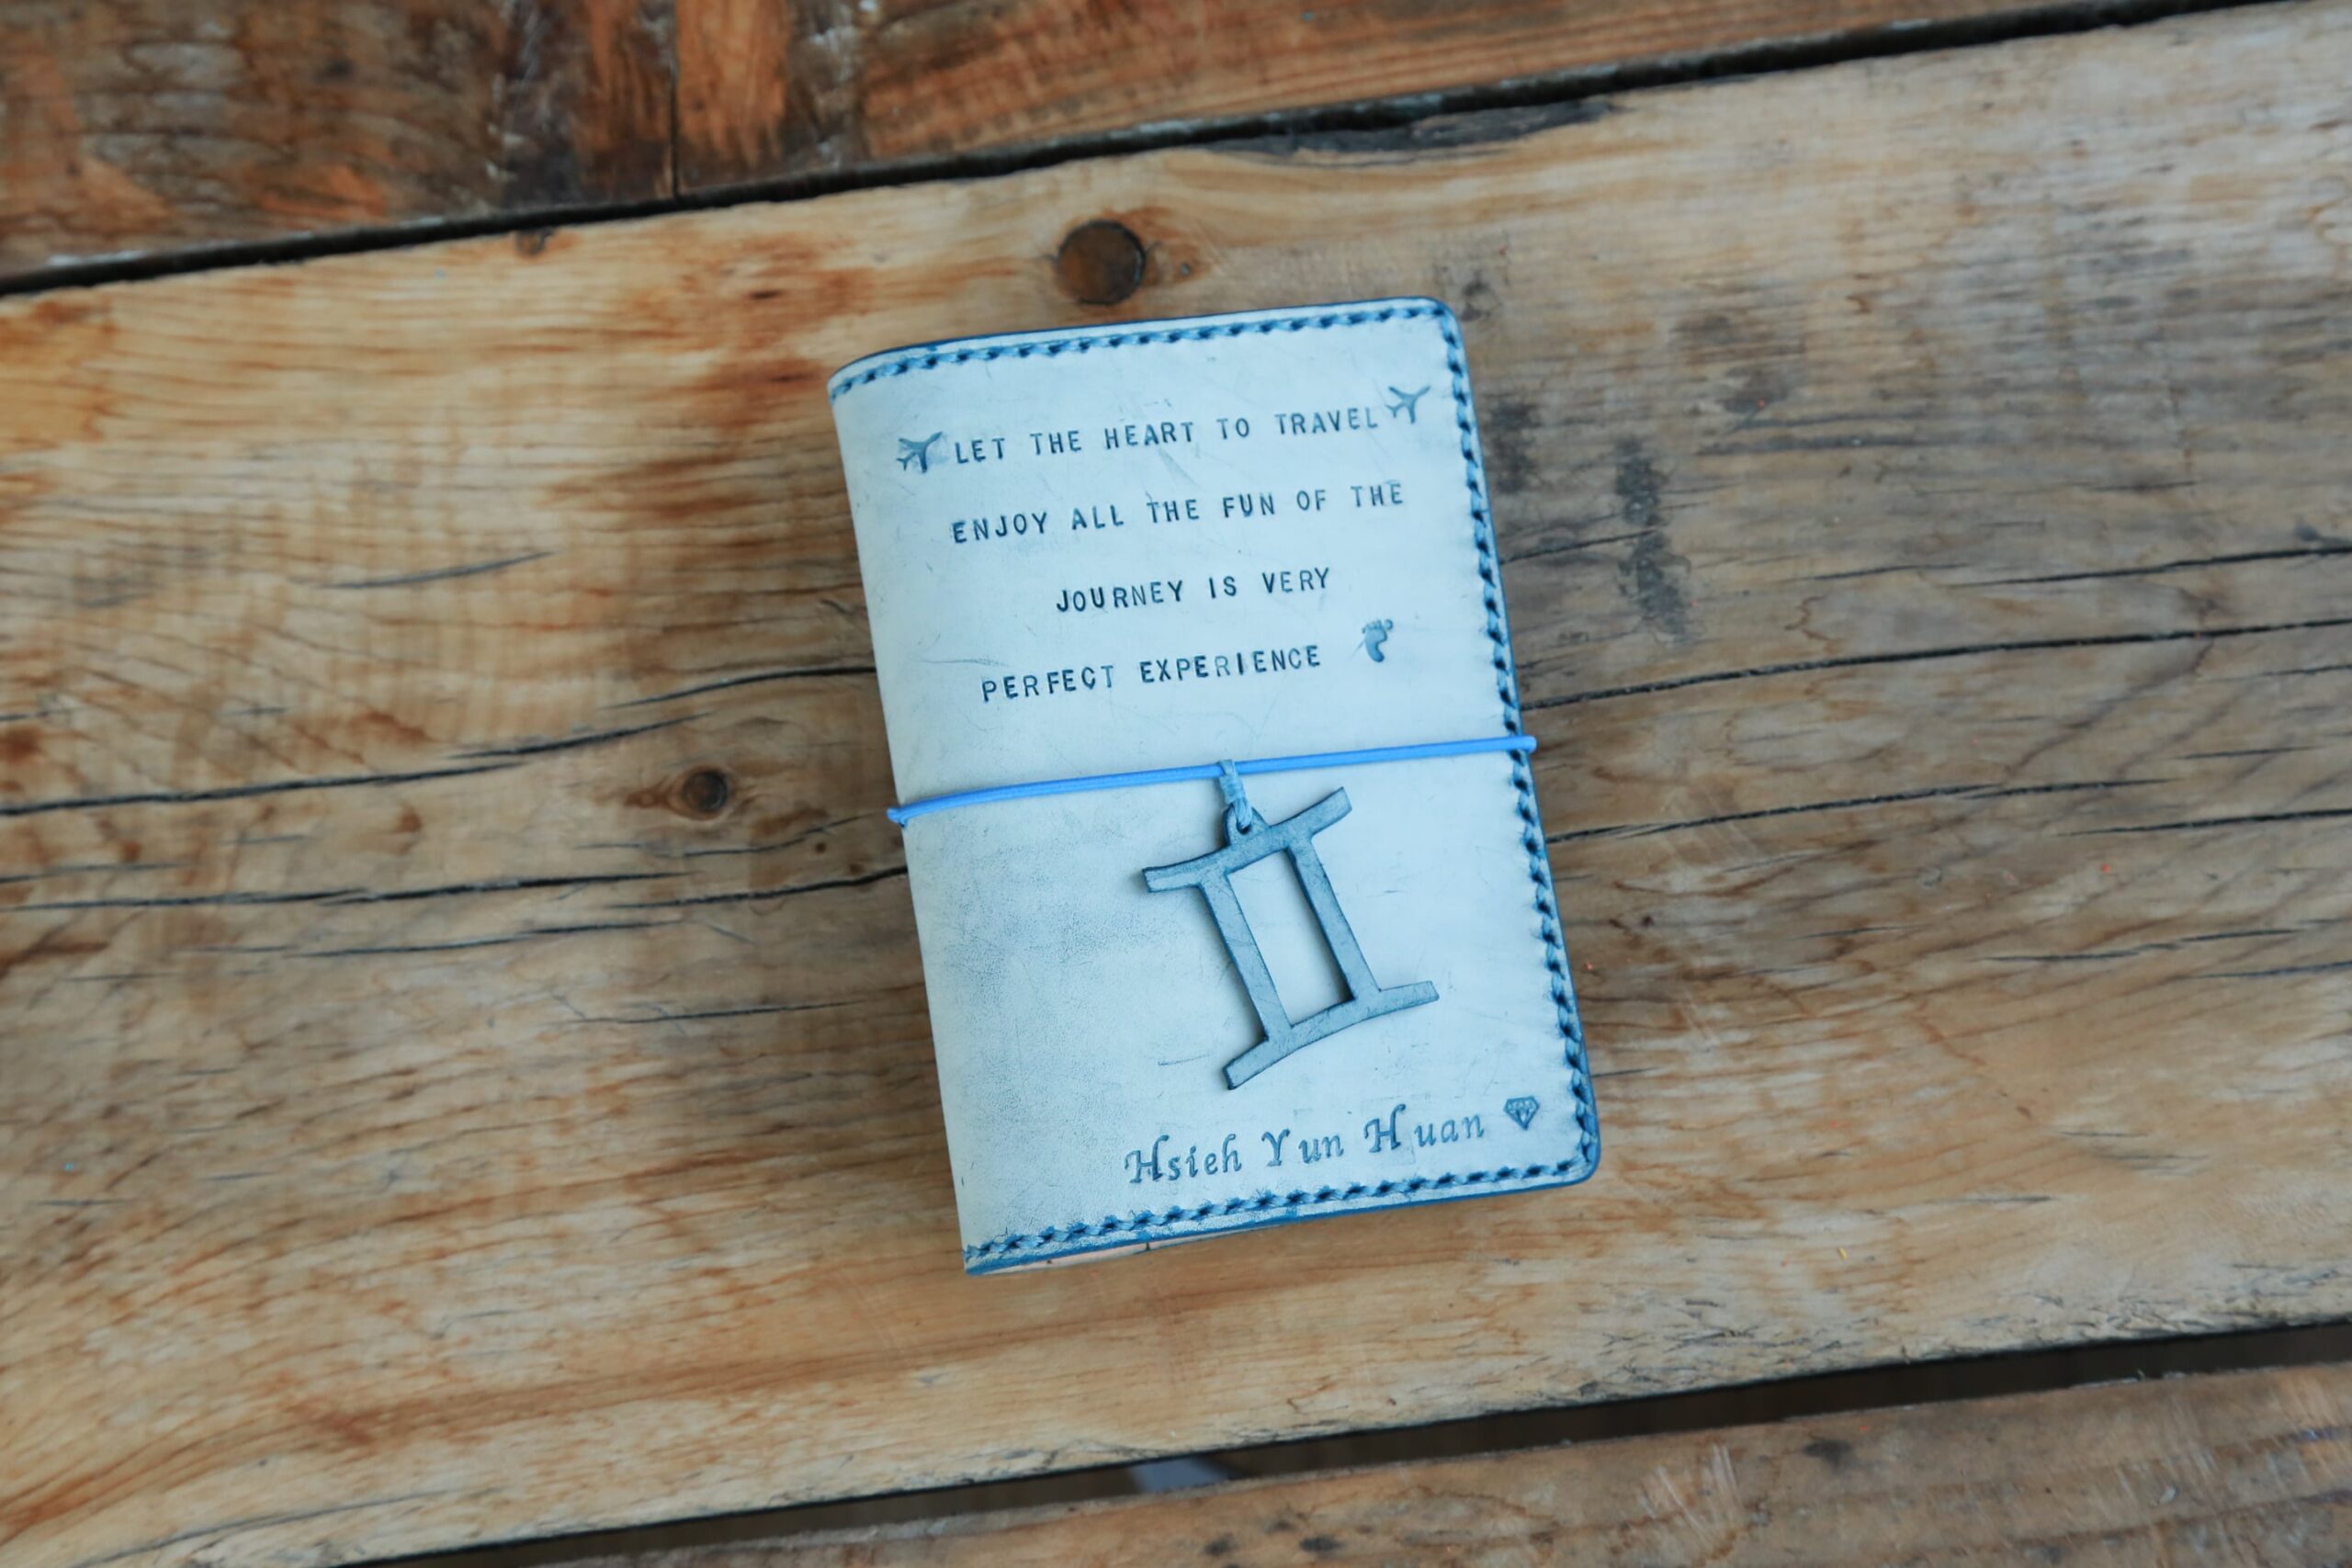 LET THE HEART TO TRAVEL
ENJOY ALL THE FUN OF THE
JOURNEY IS VERY
PERFECT EXPERIENCE
Hsieh Yun Huan